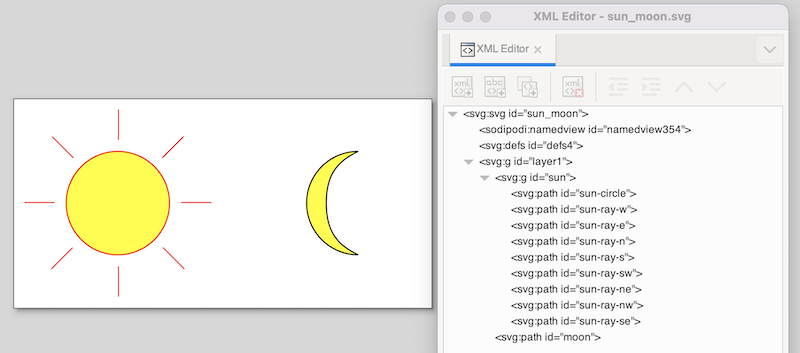 XML Editor - sun_moon.svg
XML Editor
xml
abc
xml
<svg:svg id="sun_moon">
<sodipodi:namedview id="namedview354">
<svg:defs id="defs4">
<svg:g id="layer1">
<svg:g id="sun">
<svg:path id="sun-circle">
<svg:path id="sun-ray-w">
<svg:path id="sun-ray-e">
<svg:path id="sun-ray-n">
<svg:path id="sun-ray-s">
<svg:path id="sun-ray-sw">
<svg:path id="sun-ray-ne">
<svg:path id="sun-ray-nw">
<svg:path id="sun-ray-se">
<svg:path id="moon">